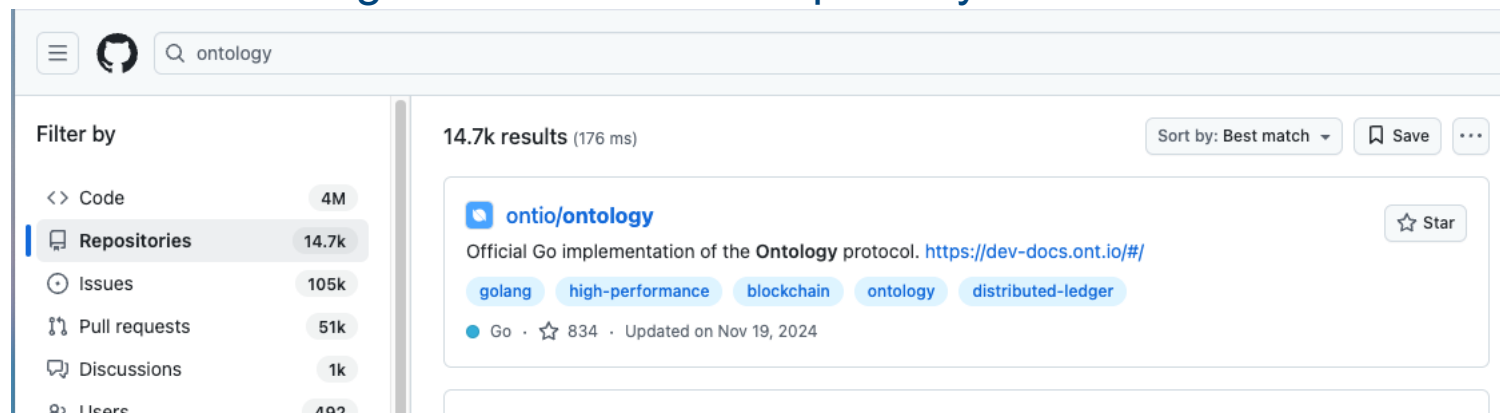 ontology
Filter by
Code 4M
Repositories 14.7k
Issues 105k
Pull requests 51k
Discussions 1k
Users 492
14.7k results (176 ms)
Sort by: Best match
Save
ontio/ontology
Star
Official Go implementation of the Ontology protocol. https://dev-docs.ont.io/#/
golang high-performance blockchain ontology distributed-ledger
Go · 834 · Updated on Nov 19, 2024